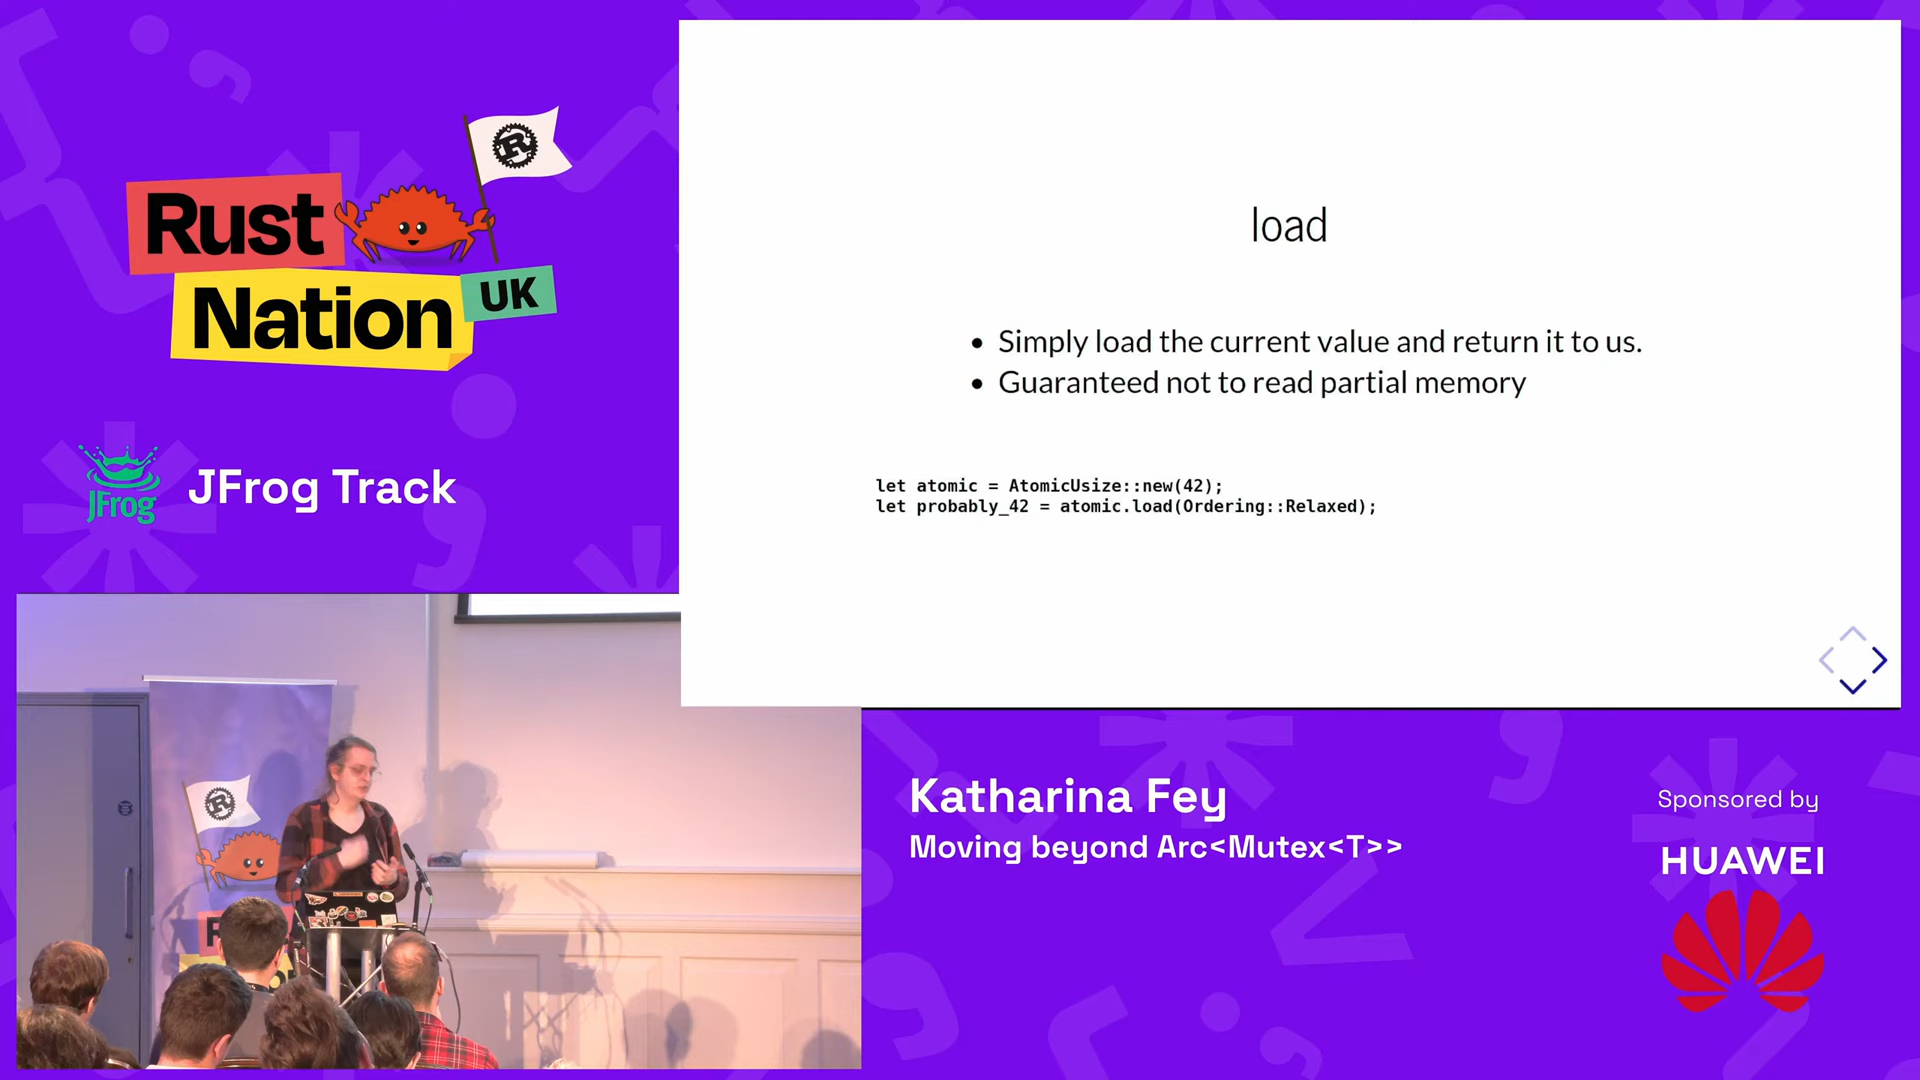 Rust
Nation
UK
JFrog
JFrog Track
load
• Simply load the current value and return it to us.
• Guaranteed not to read partial memory
let atomic = AtomicUsize::new(42);
let probably_42 = atomic.load(Ordering::Relaxed);
Katharina Fey
Moving beyond Arc<Mutex<T>>
Sponsored by
HUAWEI